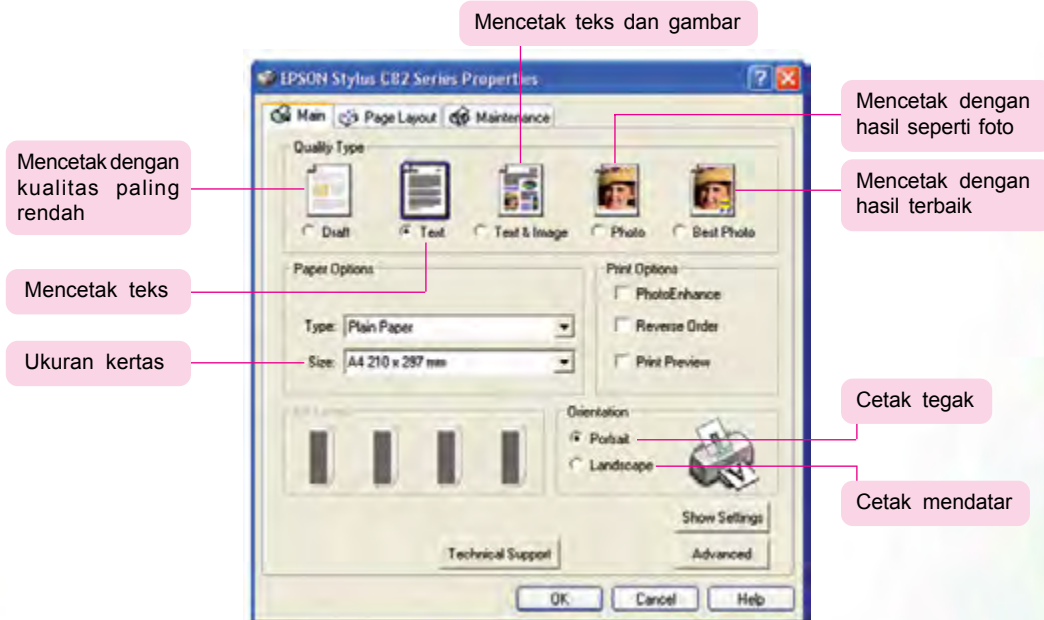 Mencetak teks dan gambar
EPSON Stylus C82 Series Properties
Main Page Layout Maintenance
Mencetak dengan
hasil seperti foto
Quality Type
Mencetak dengan
kualitas paling
rendah
Mencetak dengan
hasil terbaik
Draft Text Text & Image Photo Best Photo
Mencetak teks
Paper Options
Print Options
PhotoEnhance
Type: Plain Paper
Reverse Order
Ukuran kertas
Size: A4 210 x 297 mm
Print Preview
Cetak tegak
Orientation
Portrait
Landscape
Cetak mendatar
Show Settings
Technical Support
Advanced
OK Cancel Help